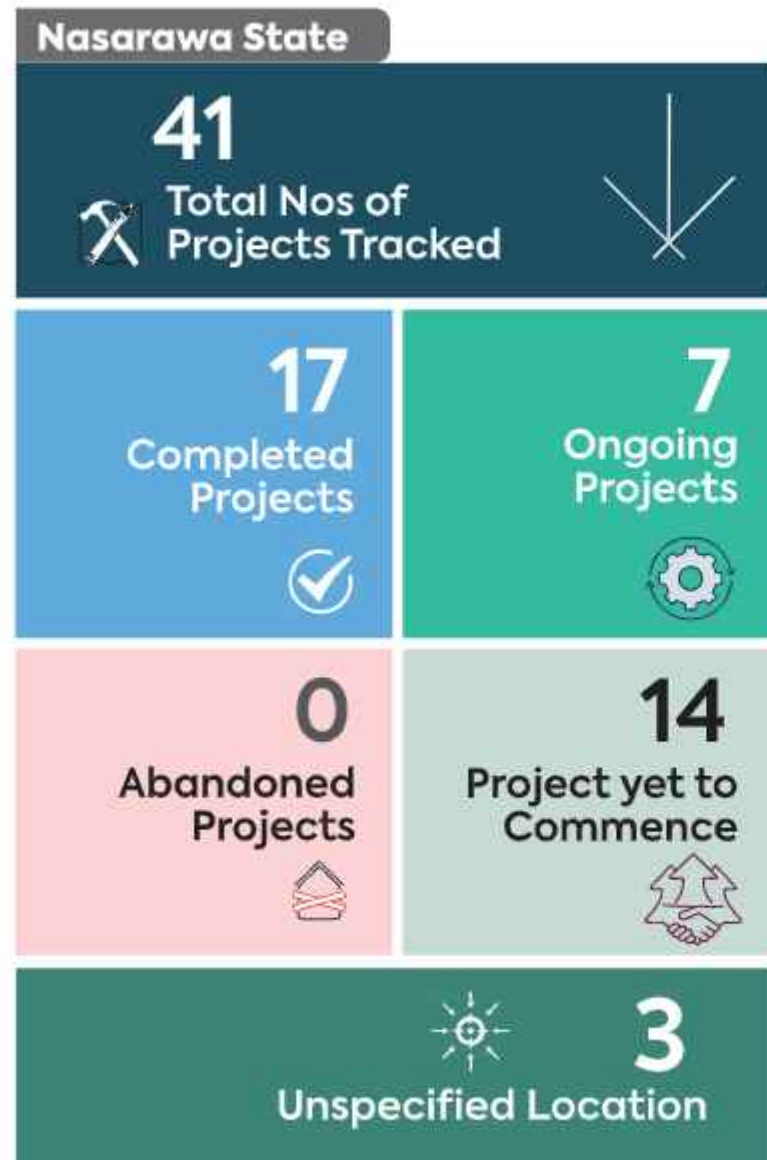 Nasarawa State
41
Total Nos of
Projects Tracked
17
Completed
Projects
7
Ongoing
Projects
0
Abandoned
Projects
14
Project yet to
Commence
3
Unspecified Location